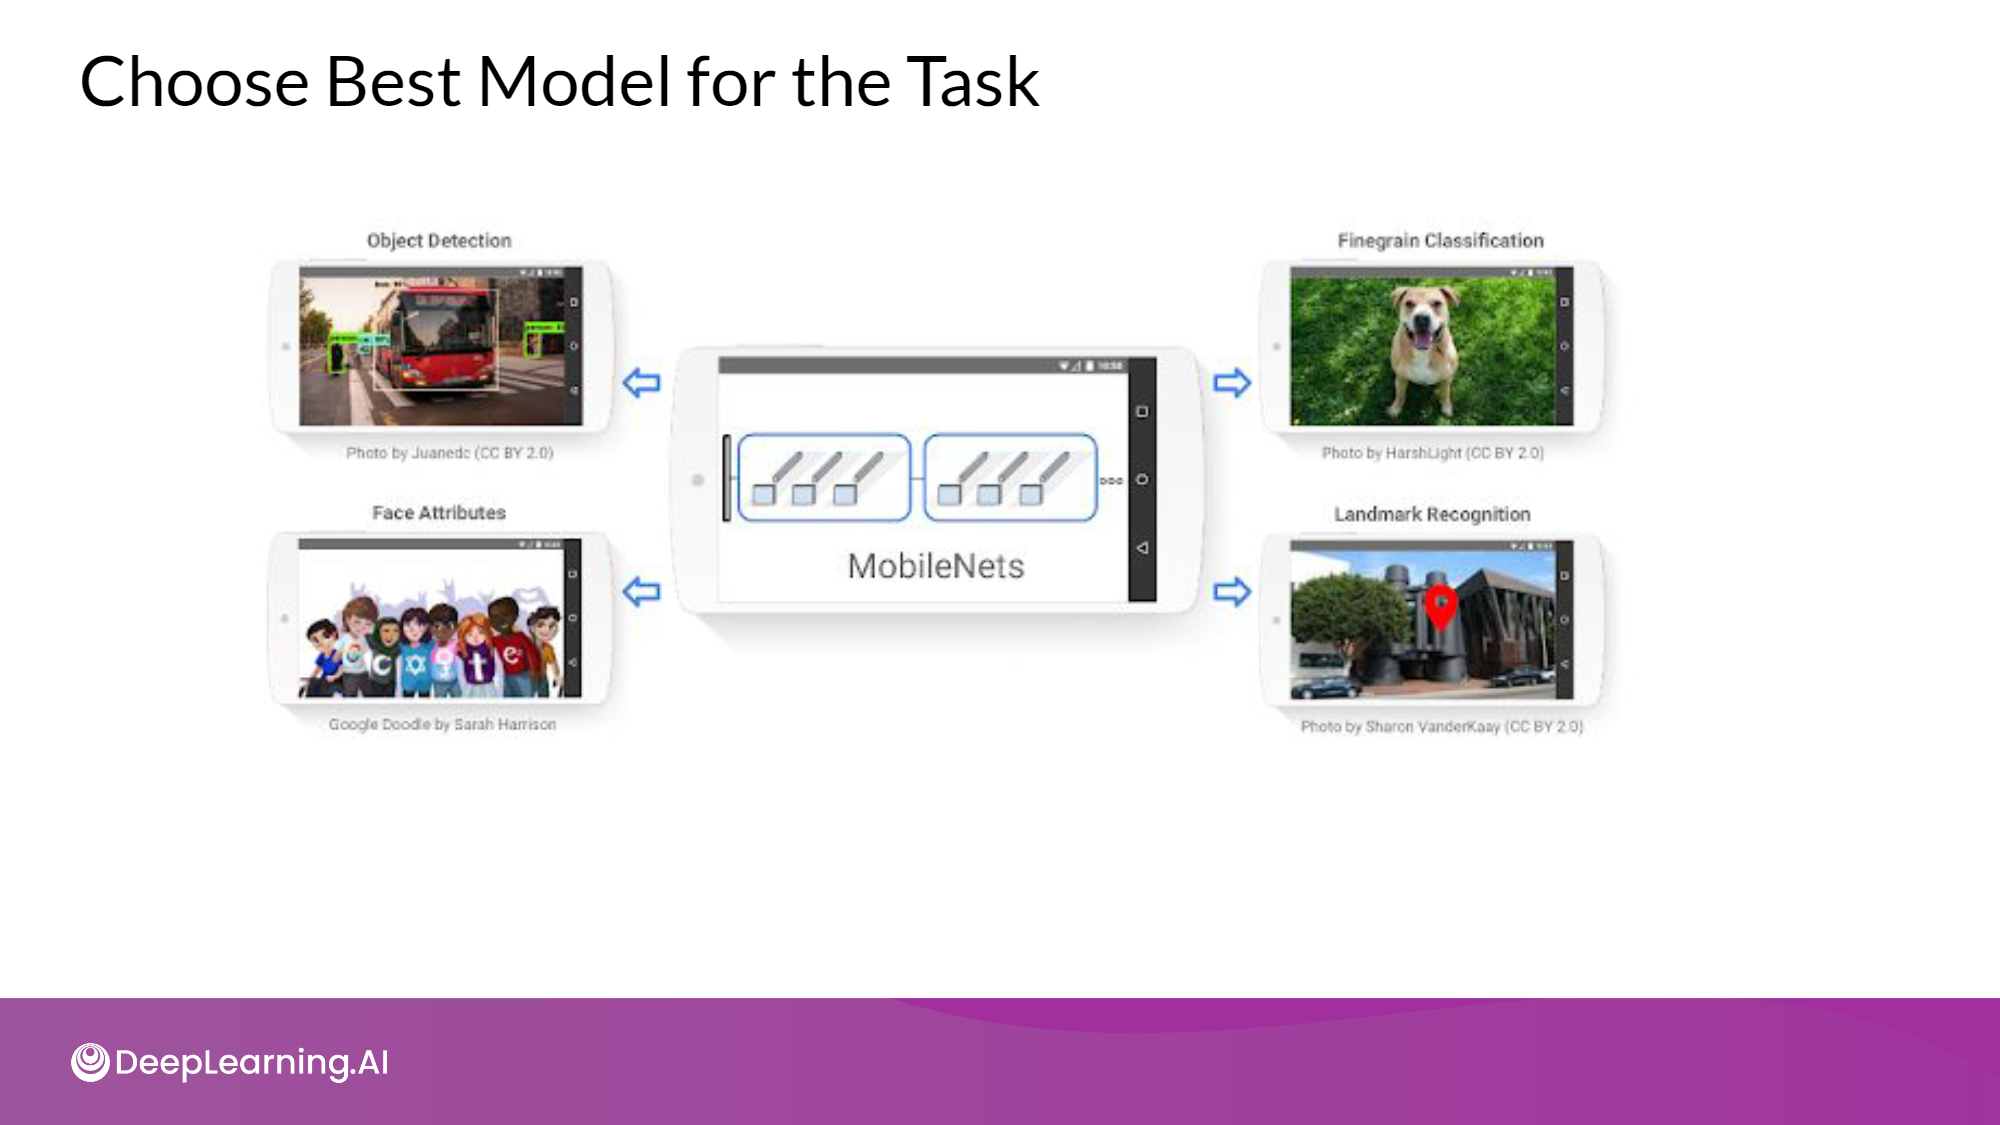 Choose Best Model for the Task
Object Detection
Photo by Juanedc (CC BY 2.0)
Face Attributes
Google Doodle by Sarah Harrison
MobileNets
Finegrain Classification
Photo by HarshLight (CC BY 2.0)
Landmark Recognition
Photo by Sharon VanderKaay (CC BY 2.0)
DeepLearning.AI